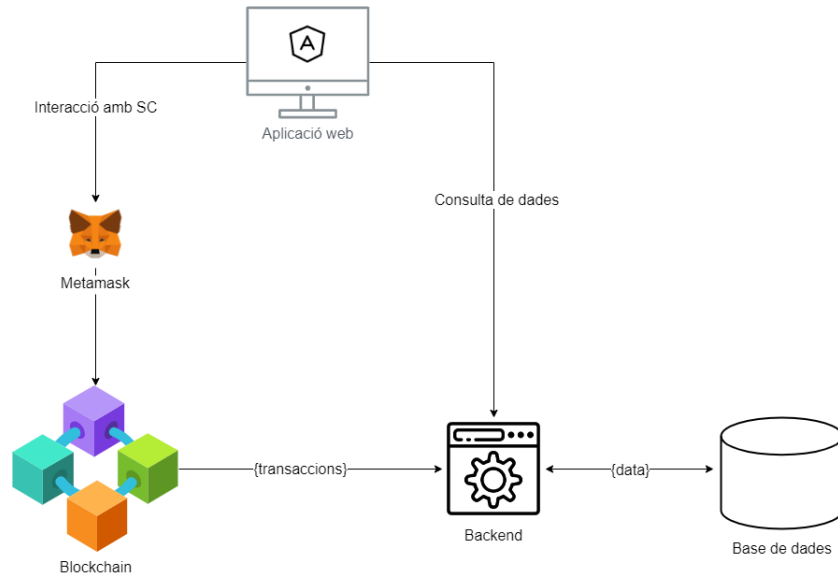 A
Aplicació web
Interacció amb SC
Consulta de dades
Metamask
{transaccions}
{data}
Blockchain
Backend
Base de dades